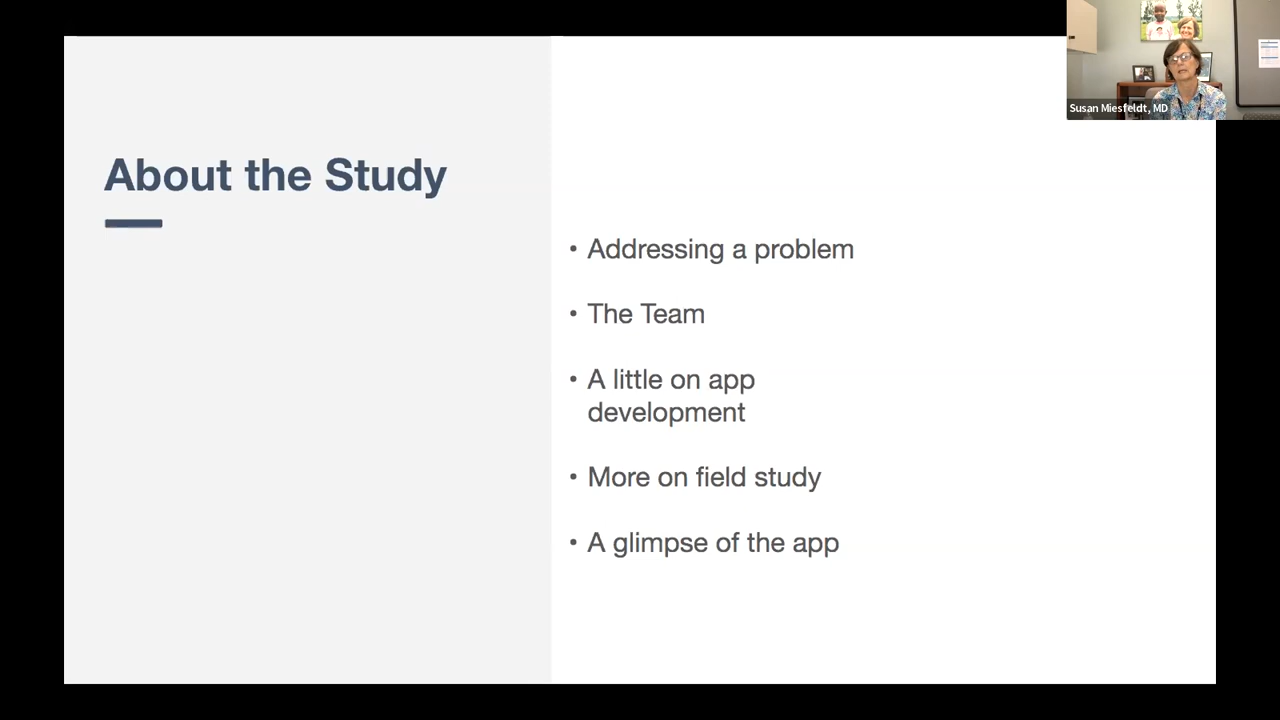 Susan Miesfeldt, MD
About the Study
• Addressing a problem
• The Team
• A little on app
development
• More on field study
• A glimpse of the app